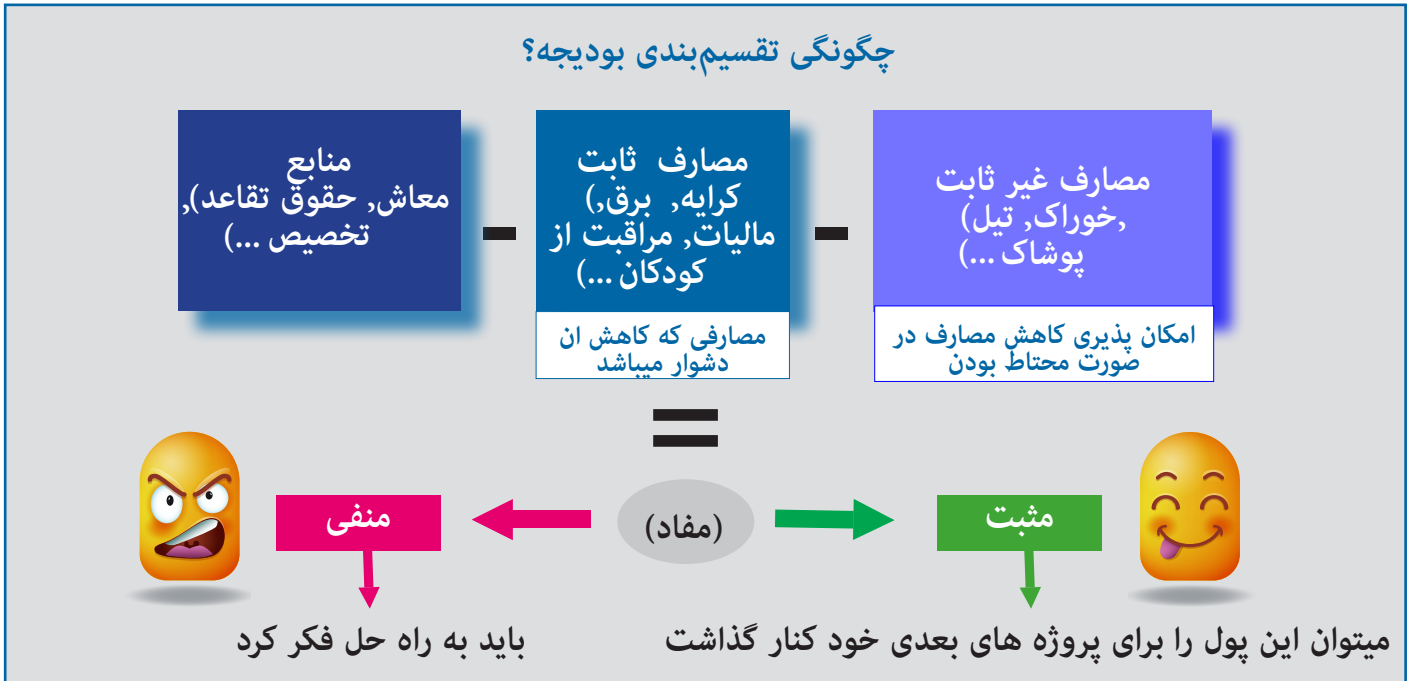 چگونگی تقسیم‌بندی بودیجه؟
منابع
معاش, حقوق تقاعد),
تخصیص ...)
-
مصارف ثابت
کرایه, برق,)
مالیات, مراقبت از
کودکان ...)
مصارفی که کاهش ان
دشوار میباشد
-
مصارف غیر ثابت
,خوراک, تیل)
پوشاک ...)
امکان پذیری کاهش مصارف در
صورت محتاط بودن
=
(مفاد)
مثبت
میتوان این پول را برای پروژه های بعدی خود کنار گذاشت
منفی
باید به راه حل فکر کرد